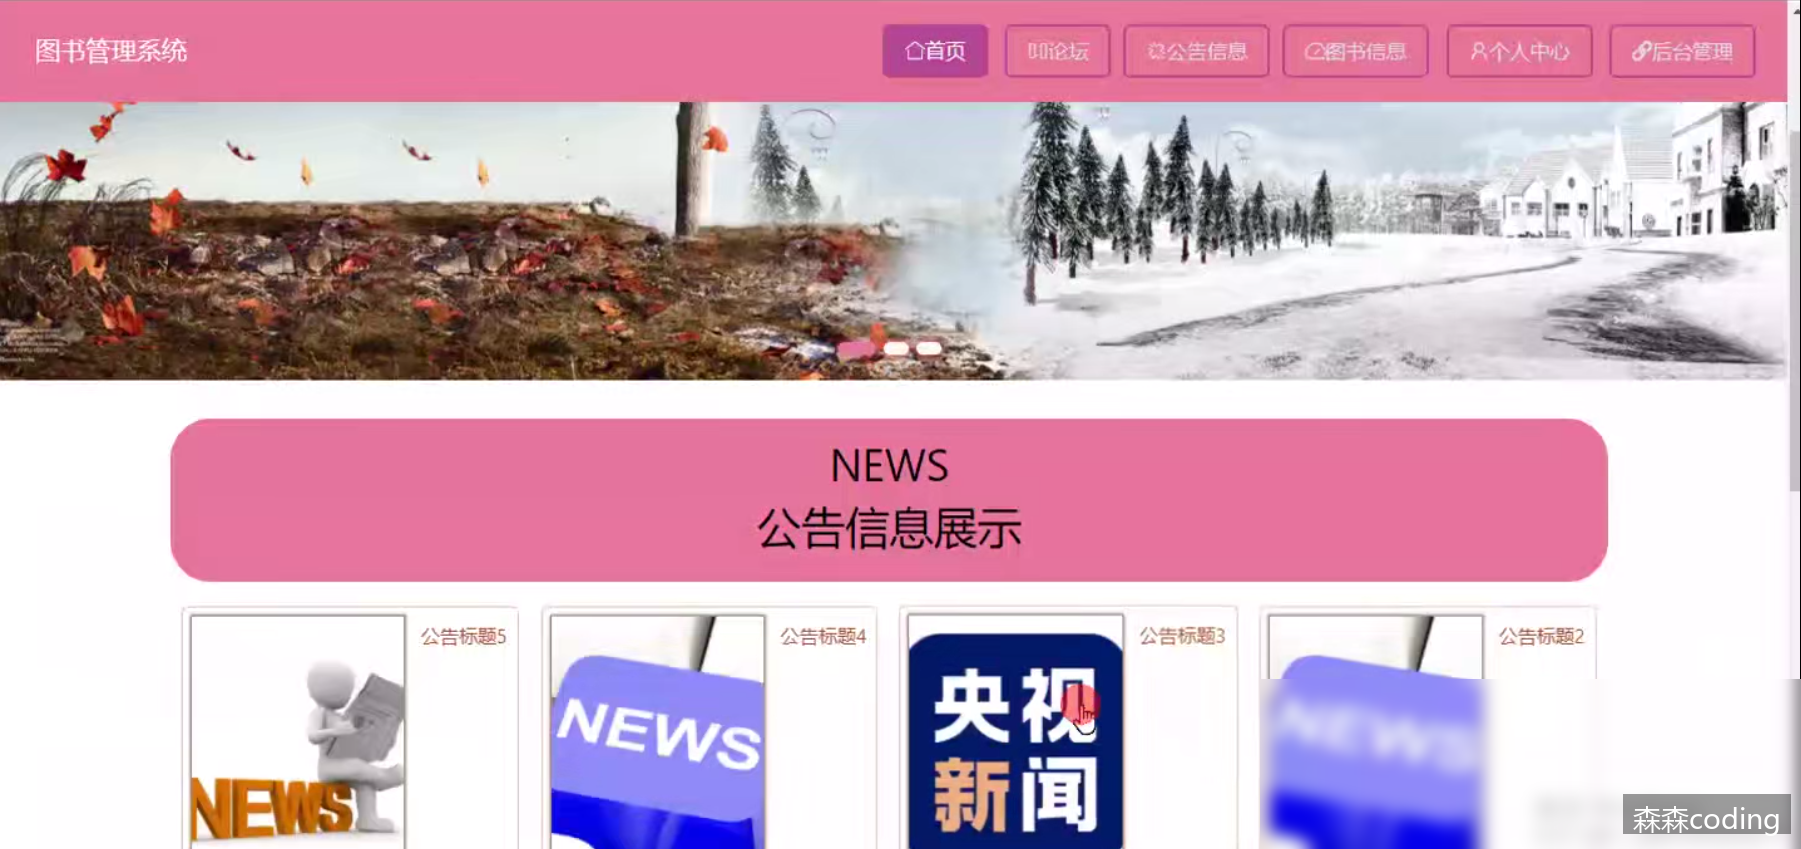 图书管理系统
首页
论坛
公告信息
图书信息
个人中心
后台管理
NEWS
公告信息展示
公告标题5
公告标题4
公告标题3
公告标题2
NEWS
NEWS
央视
新闻
NEWS
森森coding